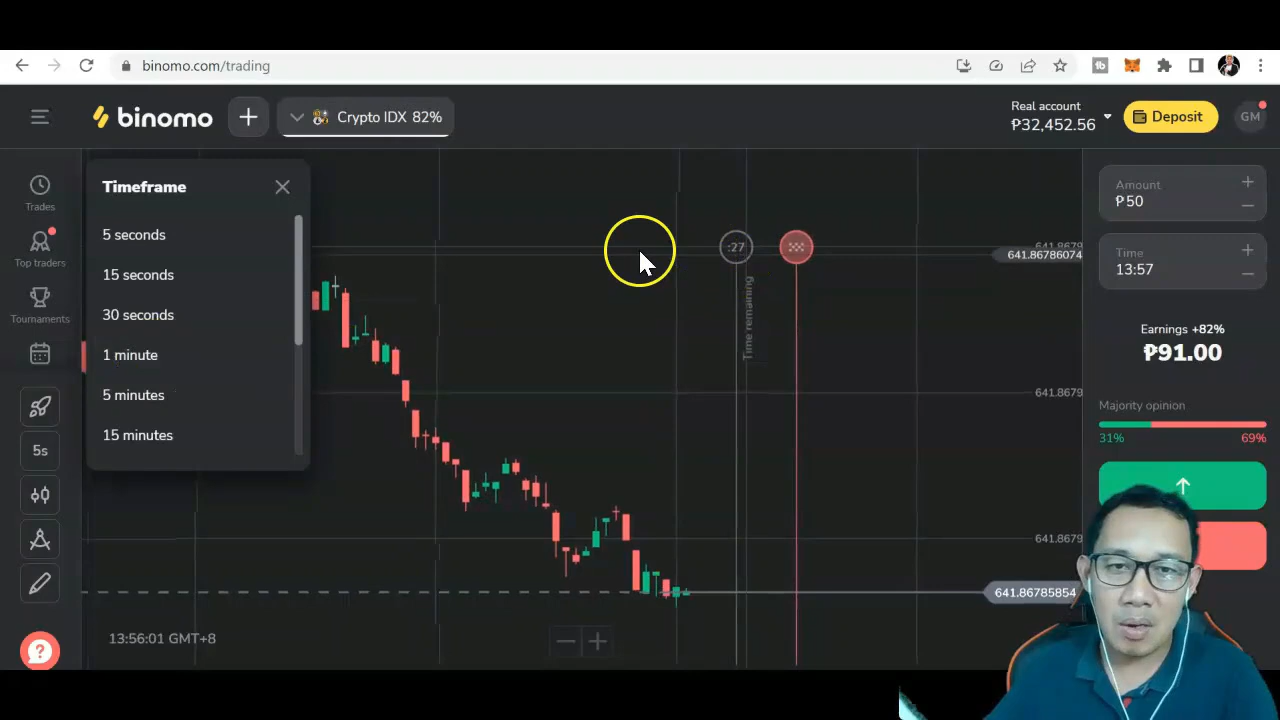 binomo.com/trading
binomo
+
Crypto IDX 82%
Real account
₱32,452.56
Deposit
GM
Trades
Top traders
Tournaments
5s
?
Timeframe
5 seconds
15 seconds
30 seconds
1 minute
5 minutes
15 minutes
:27
Time remaining
641.8679
641.86786074
641.8679
641.8679
641.86785854
13:56:01 GMT+8
Amount
₱50
Time
13:57
Earnings +82%
₱91.00
Majority opinion
31%
69%